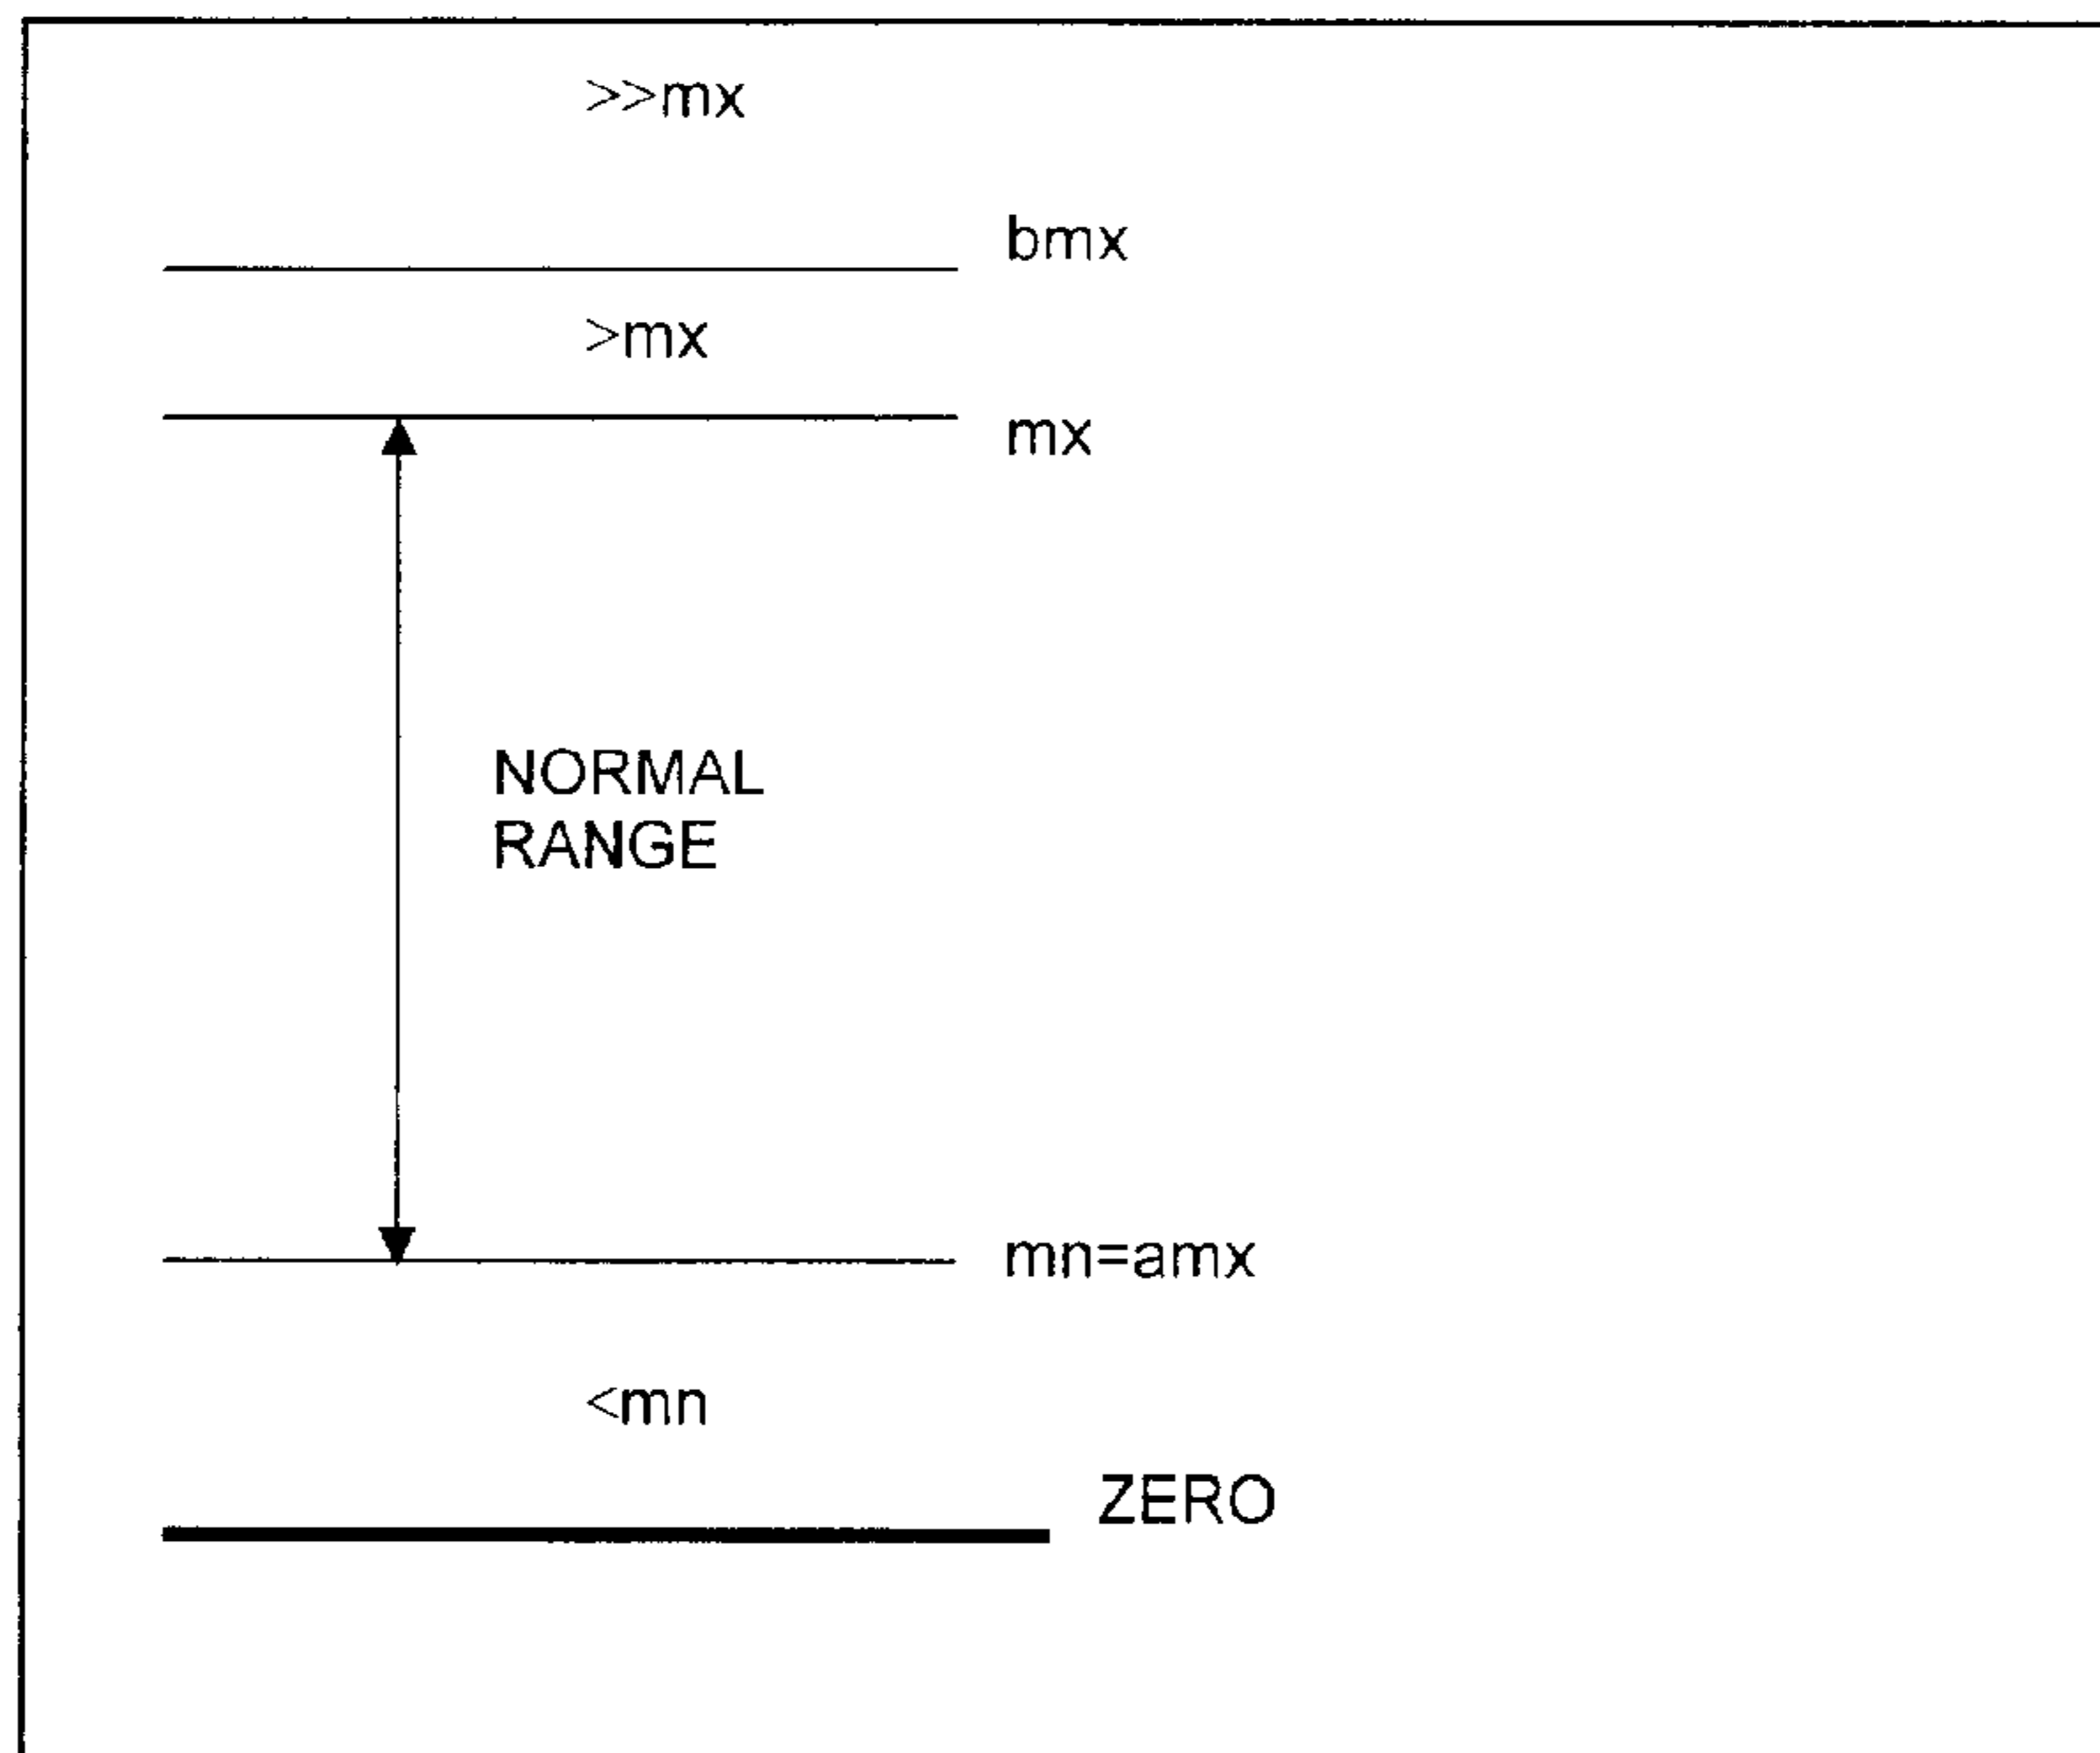 >>mx
bmx
>mx
mx
NORMAL
RANGE
mn=amx
<mn
ZERO